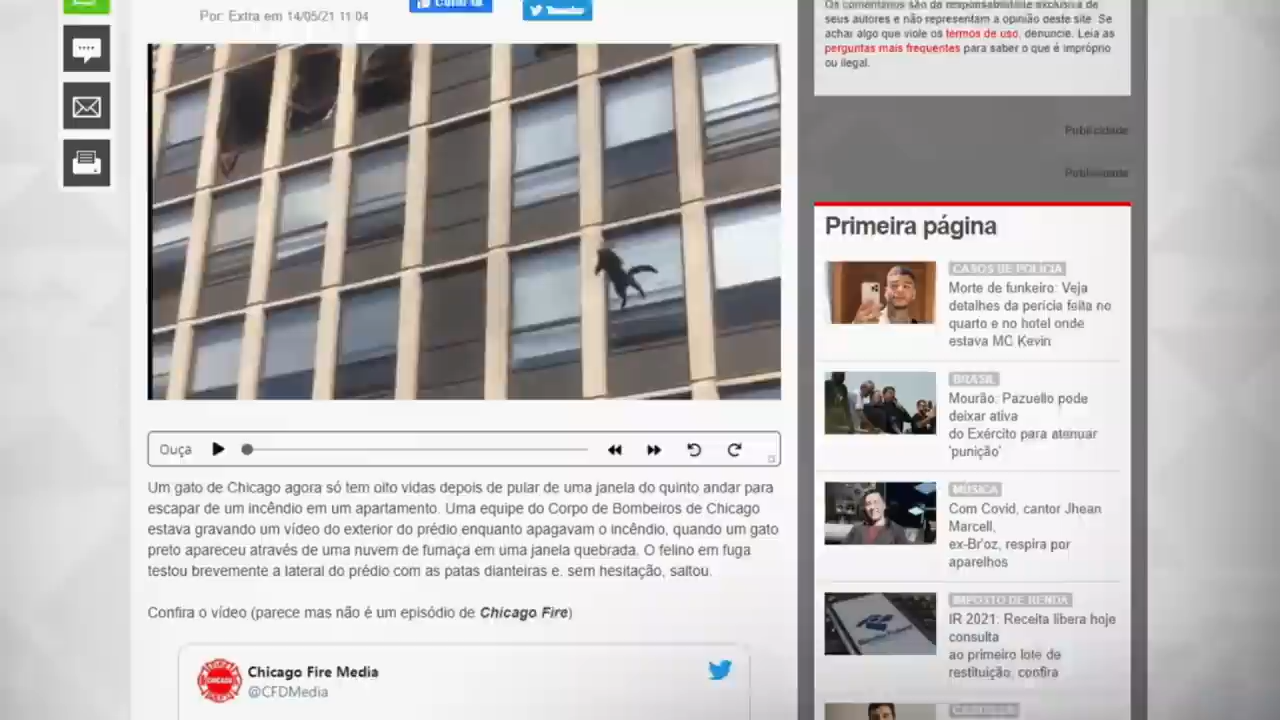 Por: Extra em 14/05/21 11:04
Ouça
Um gato de Chicago agora só tem oito vidas depois de pular de uma janela do quinto andar para
escapar de um incêndio em um apartamento. Uma equipe do Corpo de Bombeiros de Chicago
estava gravando um vídeo do exterior do prédio enquanto apagavam o incêndio, quando um gato
preto apareceu através de uma nuvem de fumaça em uma janela quebrada. O felino em fuga
testou brevemente a lateral do prédio com as patas dianteiras e, sem hesitação, saltou.
Confira o vídeo (parece mas não é um episódio de Chicago Fire)
CHICAGO
Chicago Fire Media
@CFDMedia
Os comentários são de responsabilidade exclusiva de
seus autores e não representam a opinião deste site. Se
achar algo que viole os termos de uso, denuncie. Leia as
perguntas mais frequentes para saber o que é impróprio
ou ilegal.
Publicidade
Publicidade
Primeira página
CASOS DE POLÍCIA
Morte de funkeiro: Veja
detalhes da perícia feita no
quarto e no hotel onde
estava MC Kevin
BRASIL
Mourão: Pazuello pode
deixar ativa
do Exército para atenuar
'punição'
MÚSICA
Com Covid, cantor Jhean
Marcell,
ex-Br'oz, respira por
aparelhos
IMPOSTO DE RENDA
IR 2021: Receita libera hoje
consulta
ao primeiro lote de
restituição, confira